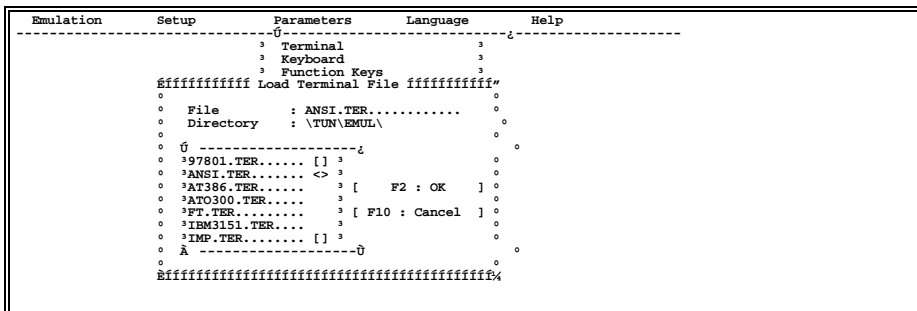 Emulation Setup Parameters Language Help
--------------------------------Ú-------------------------------¿---------------------
³ Terminal ³
³ Keyboard ³
³ Function Keys ³
Éííííííííííí Load Terminal File ííííííííííí"
º º
º File : ANSI.TER............ º
º Directory : \TUN\EMUL\ º
º º
º Ú --------------------¿ º
º ³97801.TER...... [] ³ º
º ³ANSI.TER....... <> ³ º
º ³AT386.TER...... ³ [ F2 : OK ] º
º ³ATO300.TER..... ³ º
º ³FT.TER......... ³ [ F10 : Cancel ] º
º ³IBM3151.TER.... ³ º
º ³IMP.TER........ [] ³ º
º À --------------------Ù º
º º
Èííííííííííííííííííííííííííííííííííííííííííí¼